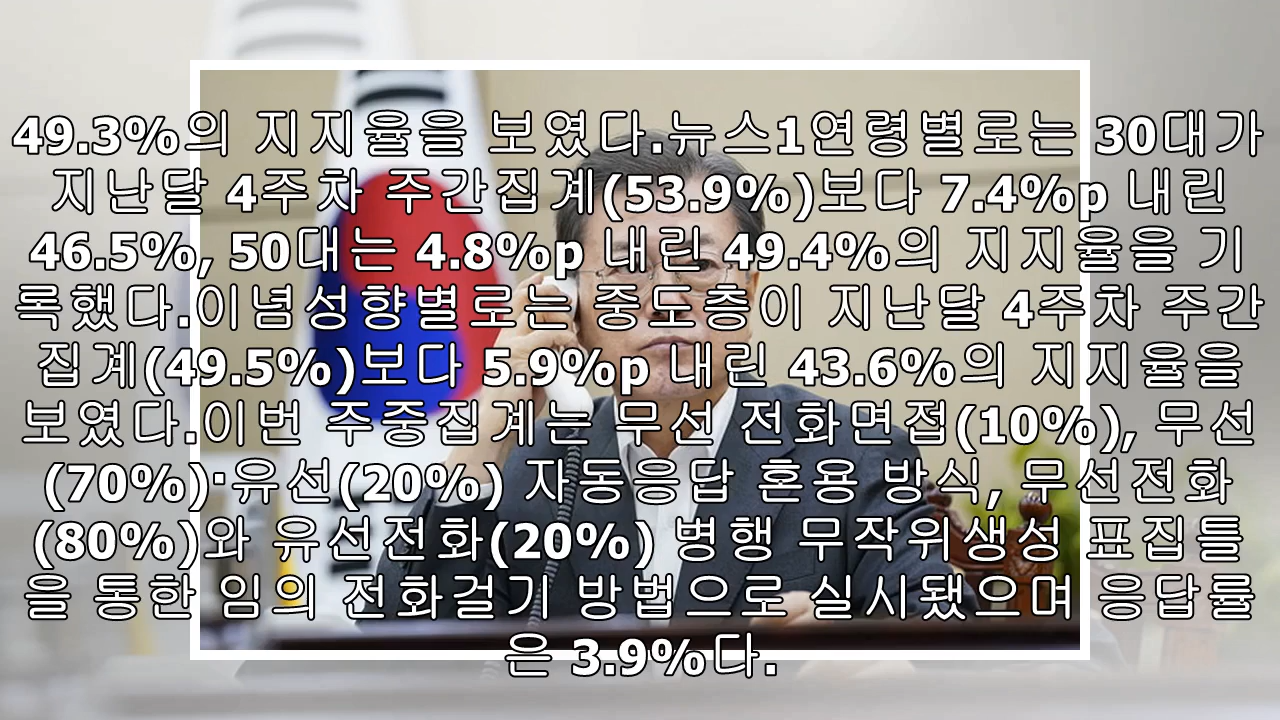 49.3%의 지지율을 보였다.뉴스1연령별로는 30대가
지난달 4주차 주간집계(53.9%)보다 7.4%p 내린
46.5%, 50대는 4.8%p 내린 49.4%의 지지율을 기
록했다.이념성향별로는 중도층이 지난달 4주차 주간
집계(49.5%)보다 5.9%p 내린 43.6%의 지지율을
보였다.이번 주중집계는 무선 전화면접(10%), 무선
(70%)·유선(20%) 자동응답 혼용 방식, 무선전화
(80%)와 유선전화(20%) 병행 무작위생성 표집틀
을 통한 임의 전화걸기 방법으로 실시됐으며 응답률
은 3.9%다.